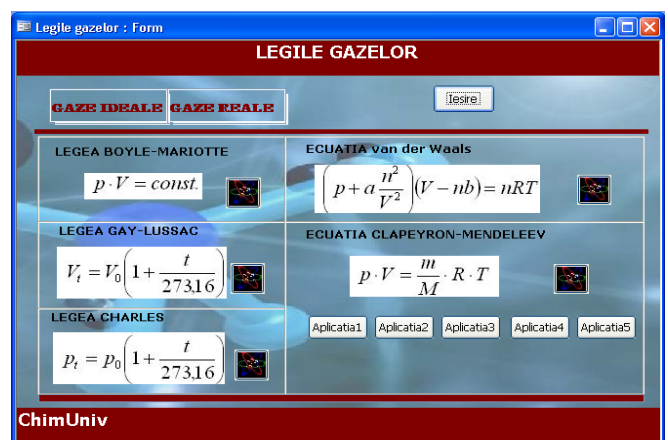 Legile gazelor : Form
LEGILE GAZELOR
GAZE IDEALE
GAZE REALE
Iesire
LEGEA BOYLE-MARIOTTE
p · V = const.
LEGEA GAY-LUSSAC
V_t = V_0 (1 + t / 273,16)
LEGEA CHARLES
p_t = p_0 (1 + t / 273,16)
ECUATIA van der Waals
(p + a n² / V²)(V − nb) = nRT
ECUATIA CLAPEYRON-MENDELEEV
p · V = m / M · R · T
Aplicatia1 Aplicatia2 Aplicatia3 Aplicatia4 Aplicatia5
ChimUniv